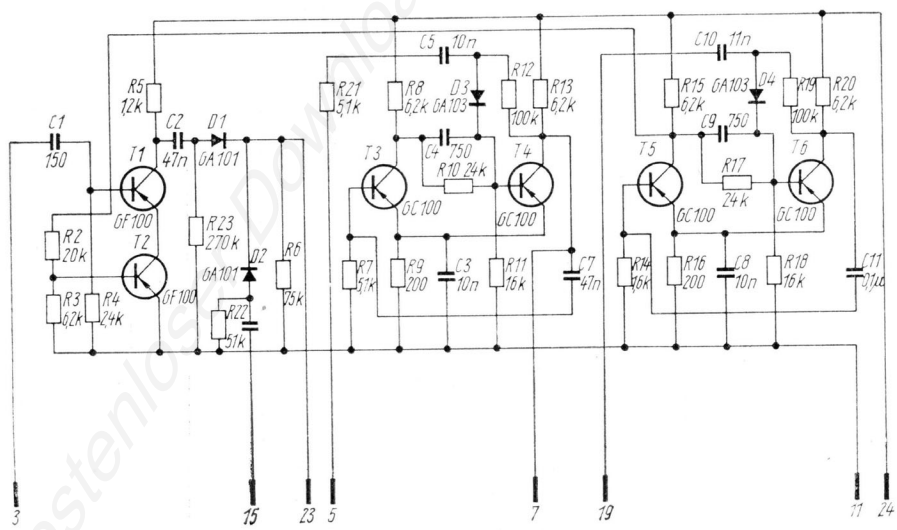 C5 10n
C10 11n
R5
1,2k
R21
5,1k
R8
6,2k
D3
GA103
R12
100k
R13
6,2k
R15
6,2k
D4
GA103
R19
100k
R20
6,2k
C1
150
C2
47n
D1
GA101
C4
750
C9 750
T1
GF100
T3
GC100
R10 24k
T4
GC100
T5
GC100
R17
24k
T6
GC100
R2
20k
T2
GF100
R23
270k
D2
GA101
R6
75k
R7
5,1k
R9
200
C3
10n
R11
16k
C7
47n
R14
1,6k
R16
200
C8
10n
R18
16k
C11
0,1µ
R3
6,2k
R4
2,4k
R22
51k
3
15
23
5
7
19
11
24